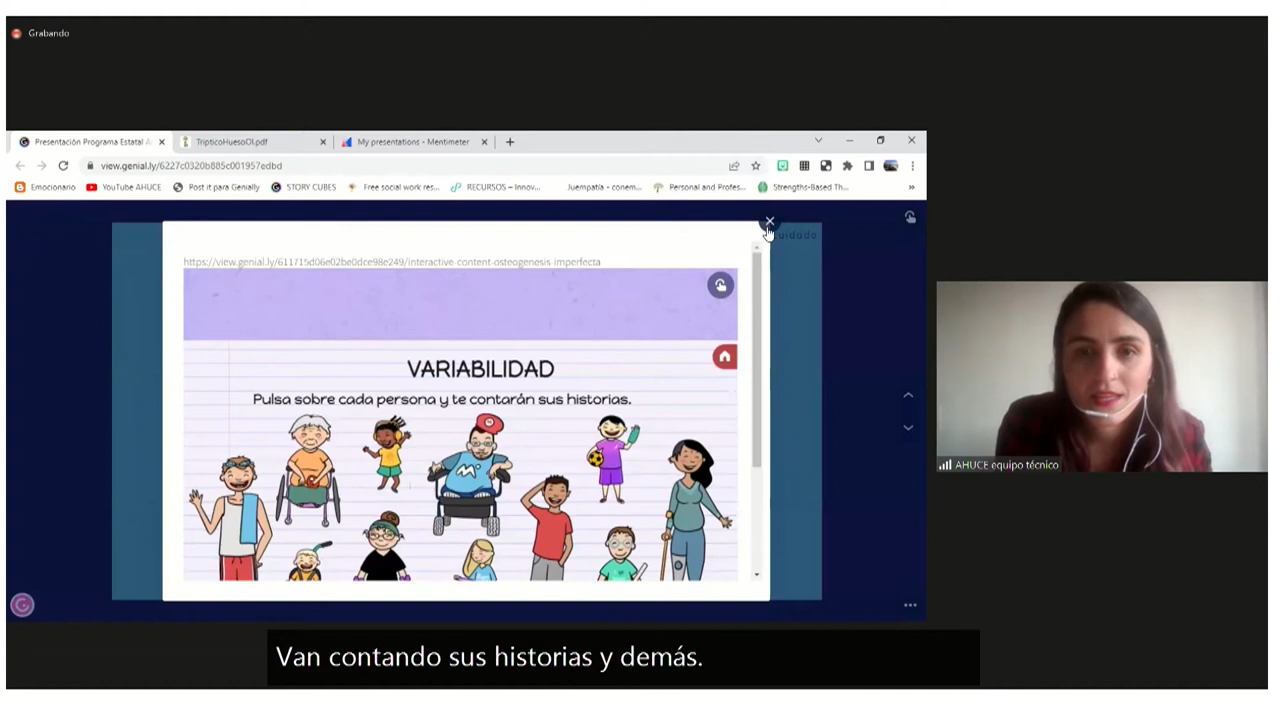 Grabando
Presentación Programa Estatal A
TripticoHuesoOI.pdf
My presentations - Mentimeter
view.genial.ly/6227c0320b885c001957edbd
Emocionario
YouTube AHUCE
Post it para Genially
STORY CUBES
Free social work res...
RECURSOS – Innov...
Juempatía - conem...
Personal and Profes...
Strengths-Based Th...
»
uidado
https://view.genial.ly/611715d06e02be0dce98e249/interactive-content-osteogenesis-imperfecta
VARIABILIDAD
Pulsa sobre cada persona y te contarán sus historias.
AHUCE equipo técnico
Van contando sus historias y demás.